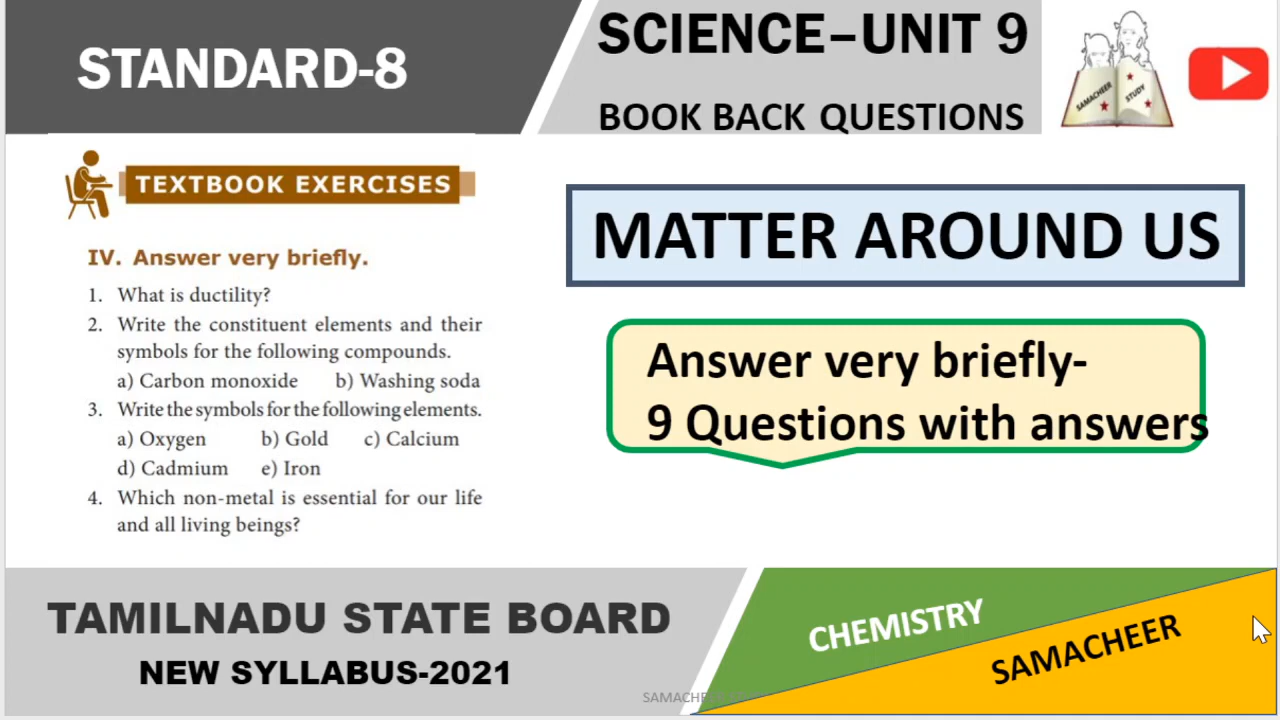 STANDARD-8
SCIENCE–UNIT 9
BOOK BACK QUESTIONS
SAMACHEER
STUDY
TEXTBOOK EXERCISES
IV. Answer very briefly.
1. What is ductility?
2. Write the constituent elements and their
symbols for the following compounds.
a) Carbon monoxide b) Washing soda
3. Write the symbols for the following elements.
a) Oxygen b) Gold c) Calcium
d) Cadmium e) Iron
4. Which non-metal is essential for our life
and all living beings?
MATTER AROUND US
Answer very briefly-
9 Questions with answers
TAMILNADU STATE BOARD
NEW SYLLABUS-2021
CHEMISTRY
SAMACHEER